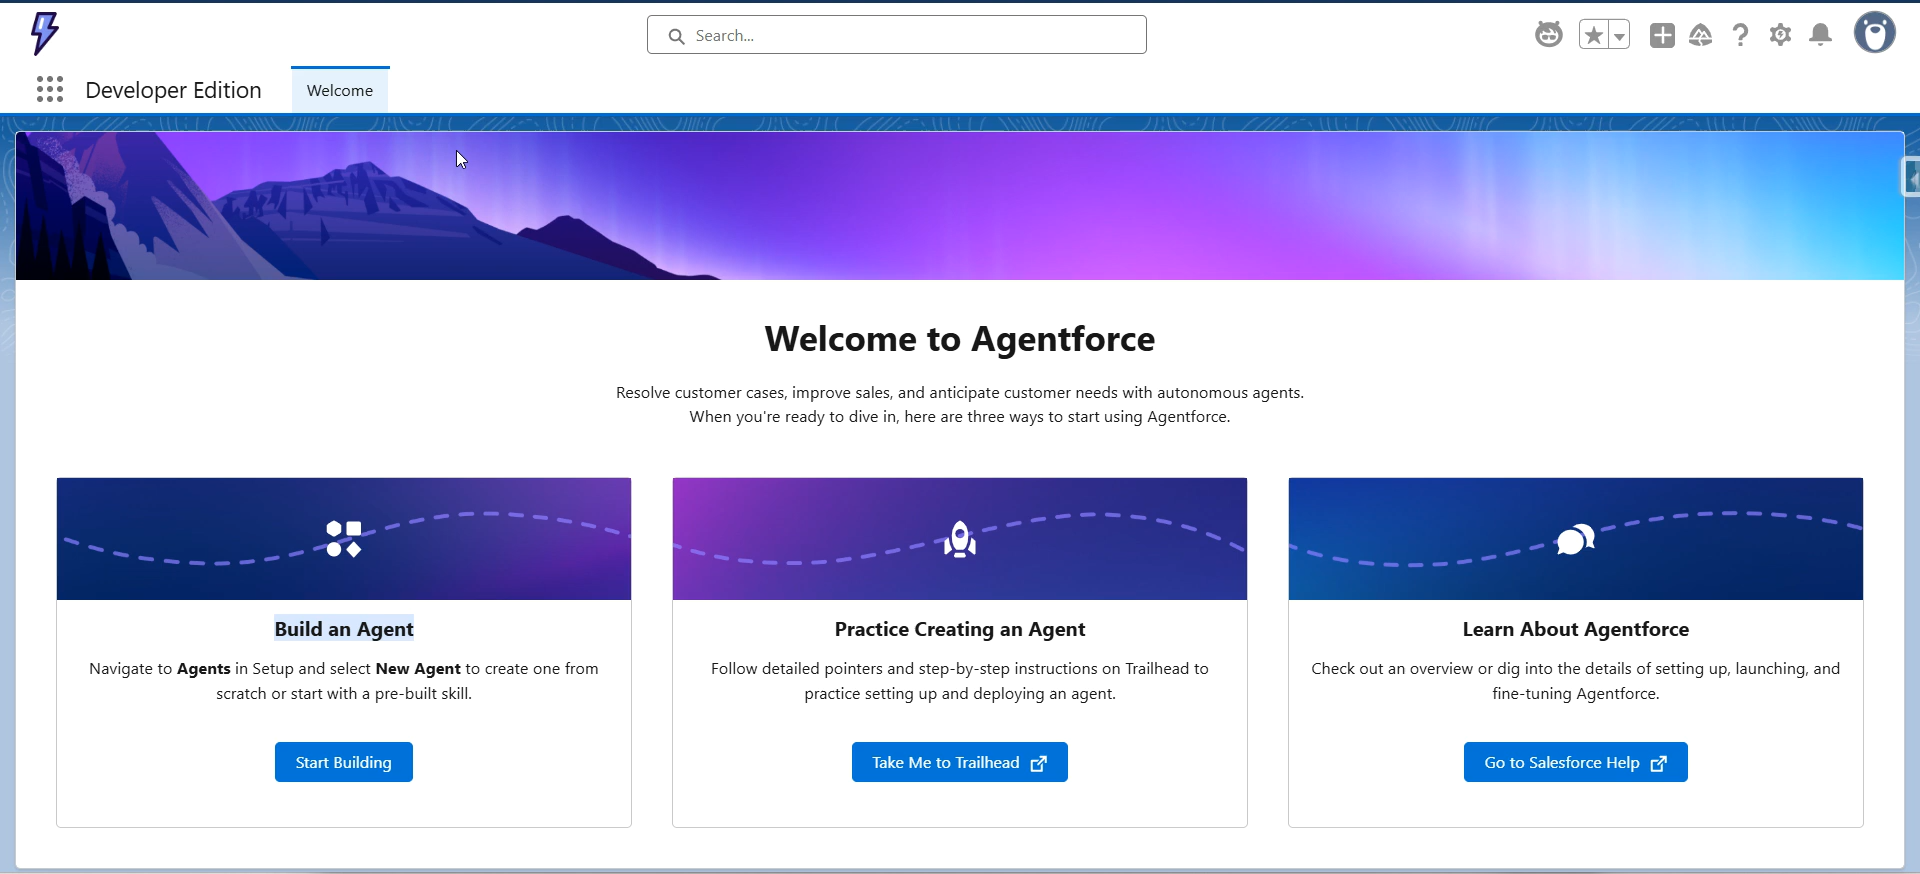 Search...
Developer Edition
Welcome
Welcome to Agentforce
Resolve customer cases, improve sales, and anticipate customer needs with autonomous agents.
When you're ready to dive in, here are three ways to start using Agentforce.
Build an Agent
Navigate to Agents in Setup and select New Agent to create one from
scratch or start with a pre-built skill.
Start Building
Practice Creating an Agent
Follow detailed pointers and step-by-step instructions on Trailhead to
practice setting up and deploying an agent.
Take Me to Trailhead
Learn About Agentforce
Check out an overview or dig into the details of setting up, launching, and
fine-tuning Agentforce.
Go to Salesforce Help